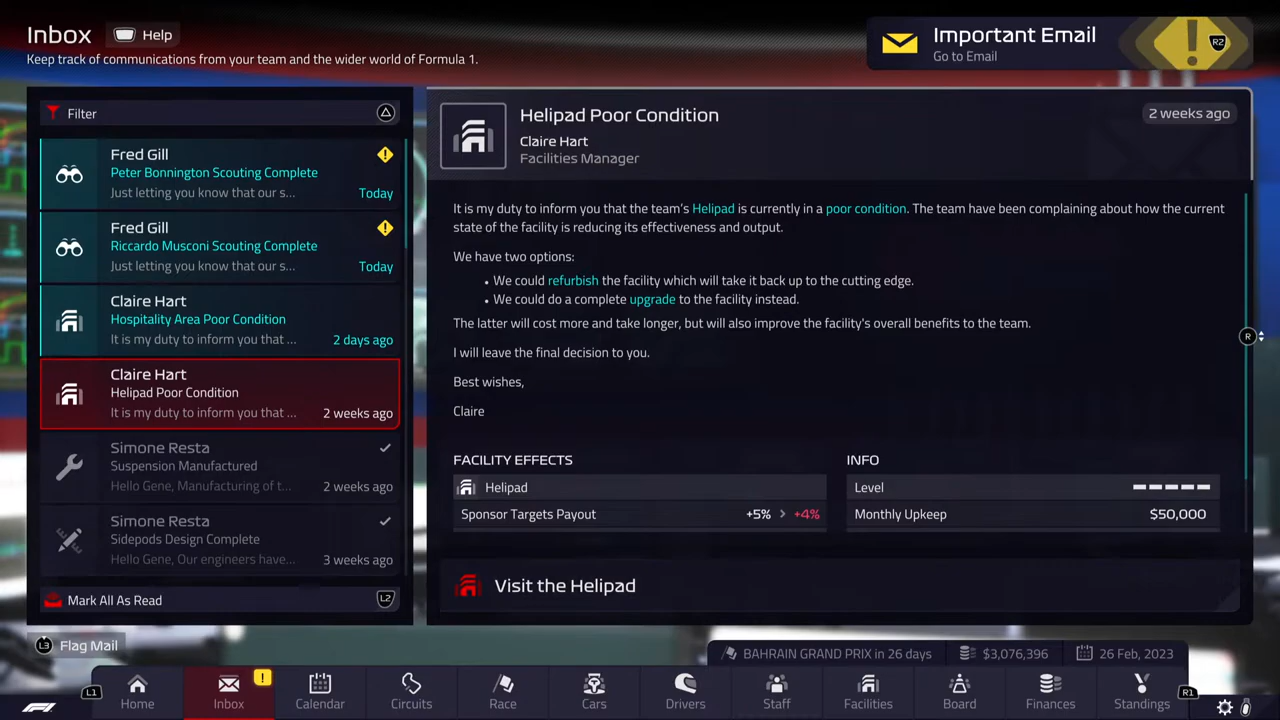 Inbox
Help
Keep track of communications from your team and the wider world of Formula 1.
Important Email
Go to Email
R2
Filter
Fred Gill
Peter Bonnington Scouting Complete
Just letting you know that our s...
Today
Fred Gill
Riccardo Musconi Scouting Complete
Just letting you know that our s...
Today
Claire Hart
Hospitality Area Poor Condition
It is my duty to inform you that ...
2 days ago
Claire Hart
Helipad Poor Condition
It is my duty to inform you that ...
2 weeks ago
Simone Resta
Suspension Manufactured
Hello Gene, Manufacturing of t...
2 weeks ago
Simone Resta
Sidepods Design Complete
Hello Gene, Our engineers have...
3 weeks ago
Mark All As Read
L2
L3 Flag Mail
Helipad Poor Condition
2 weeks ago
Claire Hart
Facilities Manager
It is my duty to inform you that the team's Helipad is currently in a poor condition. The team have been complaining about how the current
state of the facility is reducing its effectiveness and output.
We have two options:
• We could refurbish the facility which will take it back up to the cutting edge.
• We could do a complete upgrade to the facility instead.
The latter will cost more and take longer, but will also improve the facility's overall benefits to the team.
I will leave the final decision to you.
Best wishes,
Claire
R
FACILITY EFFECTS
Helipad
Sponsor Targets Payout +5% > +4%
INFO
Level
Monthly Upkeep $50,000
Visit the Helipad
BAHRAIN GRAND PRIX in 26 days
$3,076,396
26 Feb, 2023
L1
Home
Inbox
!
Calendar
Circuits
Race
Cars
Drivers
Staff
Facilities
Board
Finances
Standings
R1